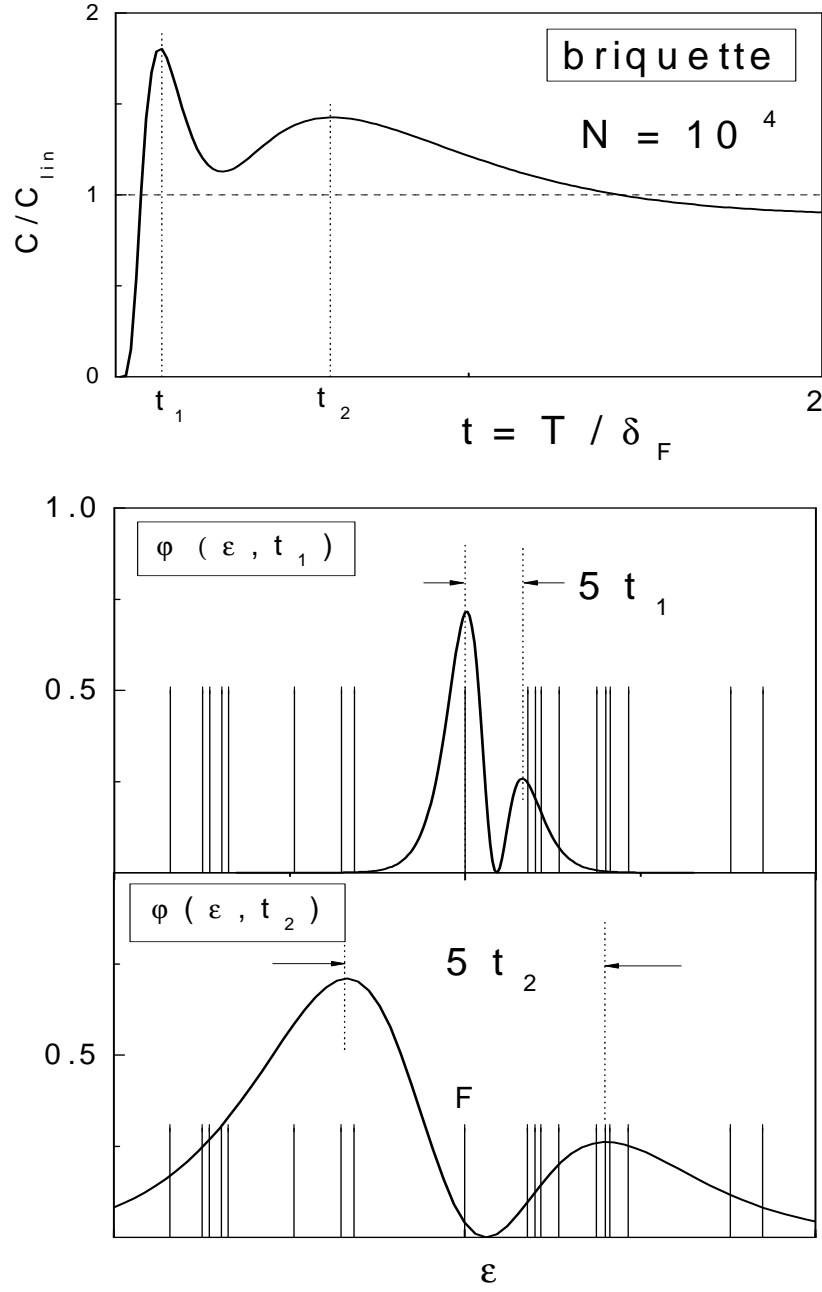 2
briquette
N = 10 4
1
C/C lin
0
t 1
t 2
2
t = T / δ F
1.0
φ ( ε , t 1 )
5 t 1
0.5
φ ( ε , t 2 )
5 t 2
0.5
F
ε